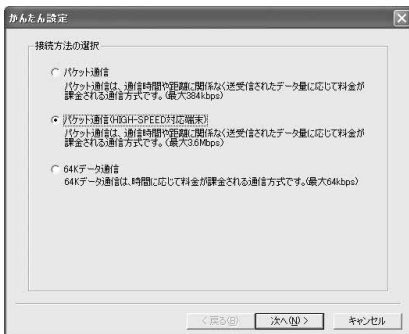 かんたん設定
接続方法の選択
パケット通信
パケット通信は、通信時間や距離に関係なく送受信されたデータ量に応じて料金が
課金される通信方式です。(最大384kbps)
パケット通信(HIGH-SPEED対応端末)
パケット通信は、通信時間や距離に関係なく送受信されたデータ量に応じて料金が
課金される通信方式です。(最大3.6Mbps)
64Kデータ通信
64Kデータ通信は、時間に応じて料金が課金される通信方式です。(最大64kbps)
< 戻る(B) 次へ(N) > キャンセル